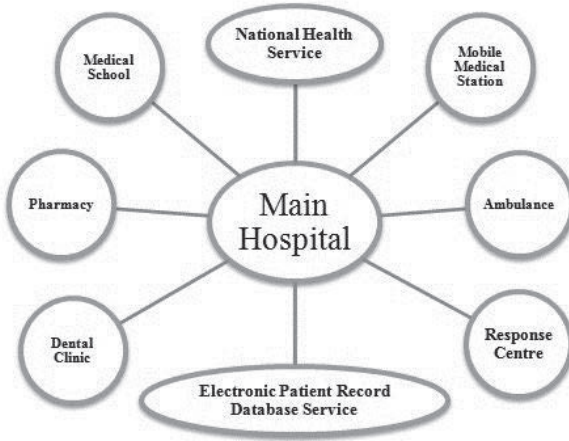 National Health
Service
Medical
School
Mobile
Medical
Station
Pharmacy
Main
Hospital
Ambulance
Dental
Clinic
Response
Centre
Electronic Patient Record
Database Service